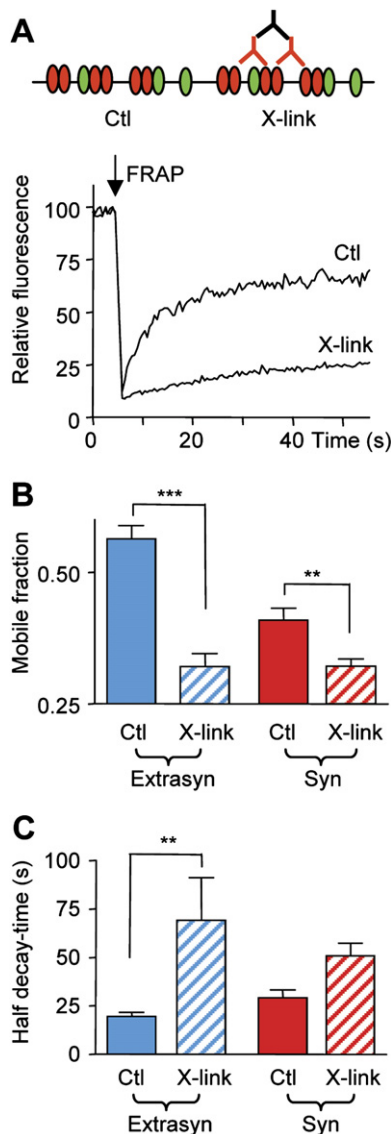 A
Ctl X-link
FRAP
Relative fluorescence
100
75
50
25
0
Ctl
X-link
0 20 40 Time (s)
B
Mobile fraction
0.50
0.25
***
**
Ctl X-link Ctl X-link
Extrasyn Syn
C
Half decay-time (s)
100
75
50
25
0
**
Ctl X-link Ctl X-link
Extrasyn Syn